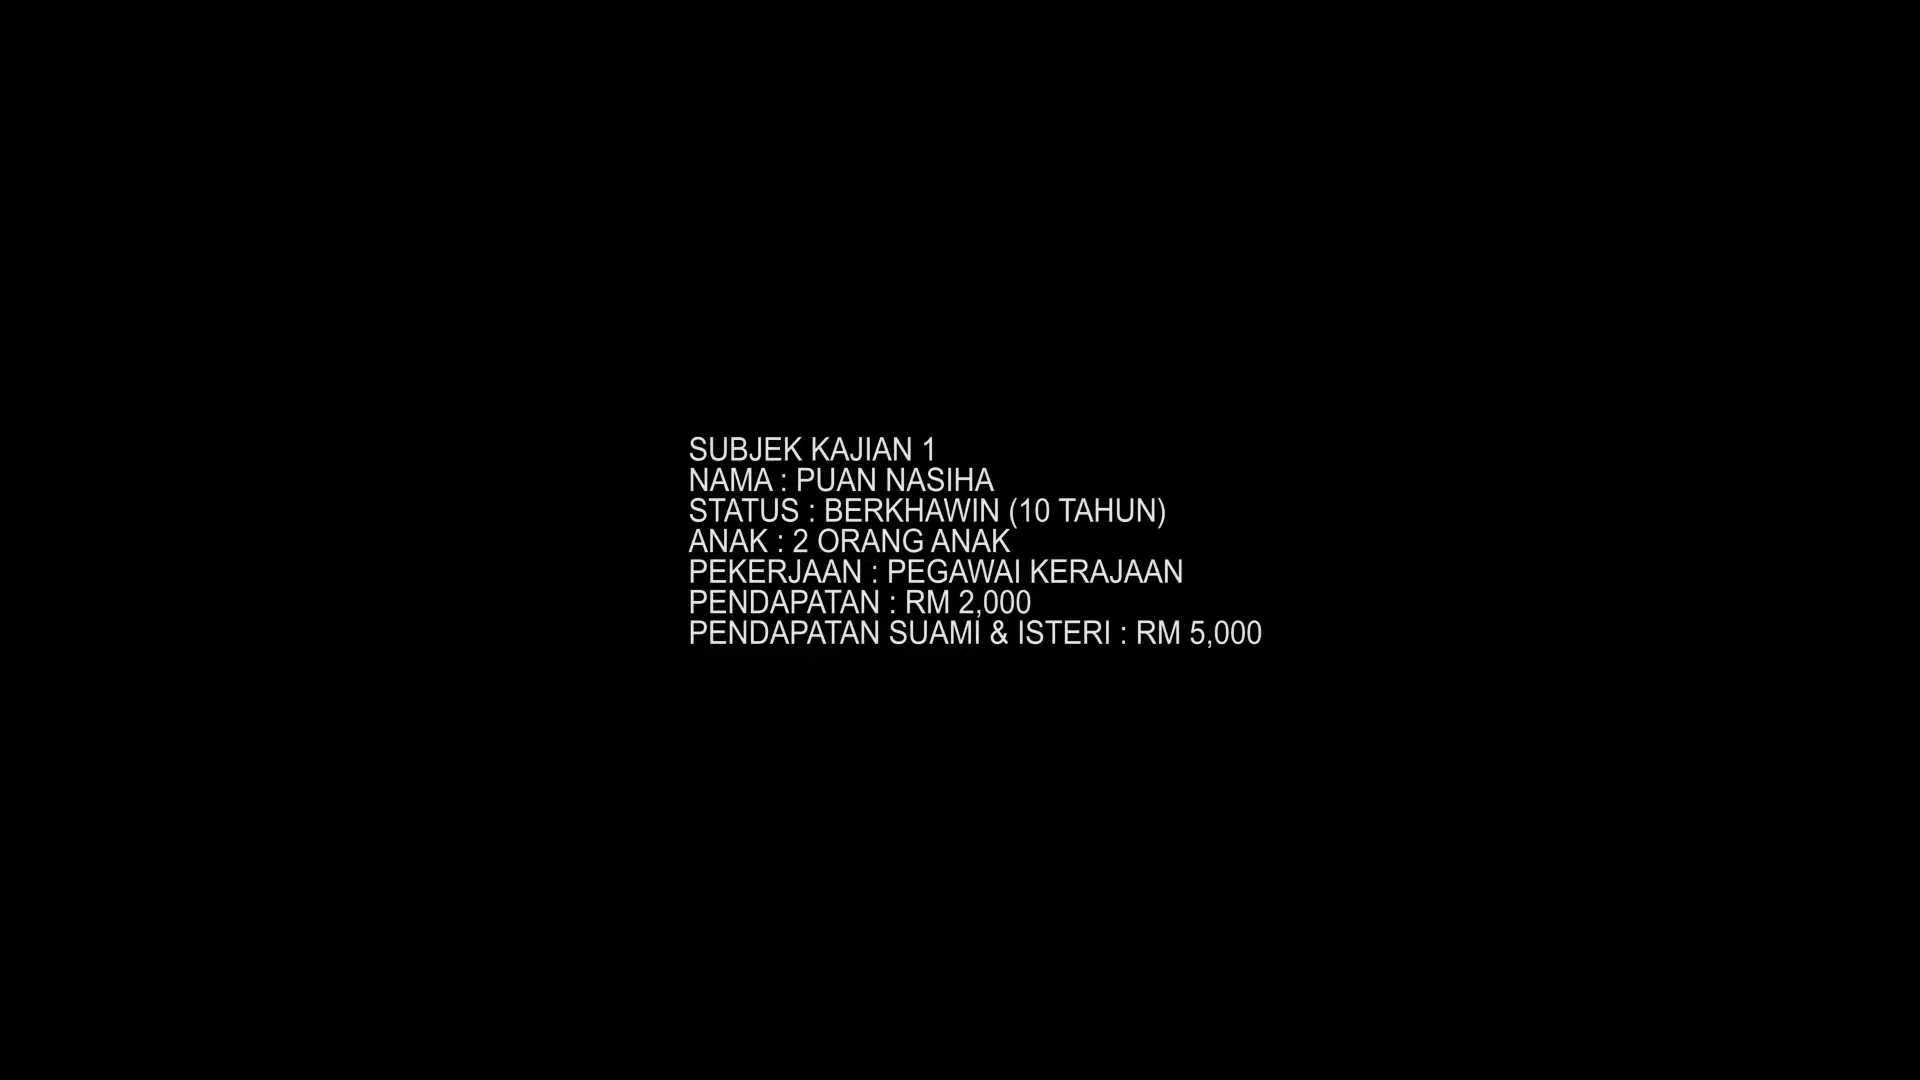 SUBJEK KAJIAN 1
NAMA : PUAN NASIHA
STATUS : BERKHAWIN (10 TAHUN)
ANAK : 2 ORANG ANAK
PEKERJAAN : PEGAWAI KERAJAAN
PENDAPATAN : RM 2,000
PENDAPATAN SUAMI & ISTERI : RM 5,000